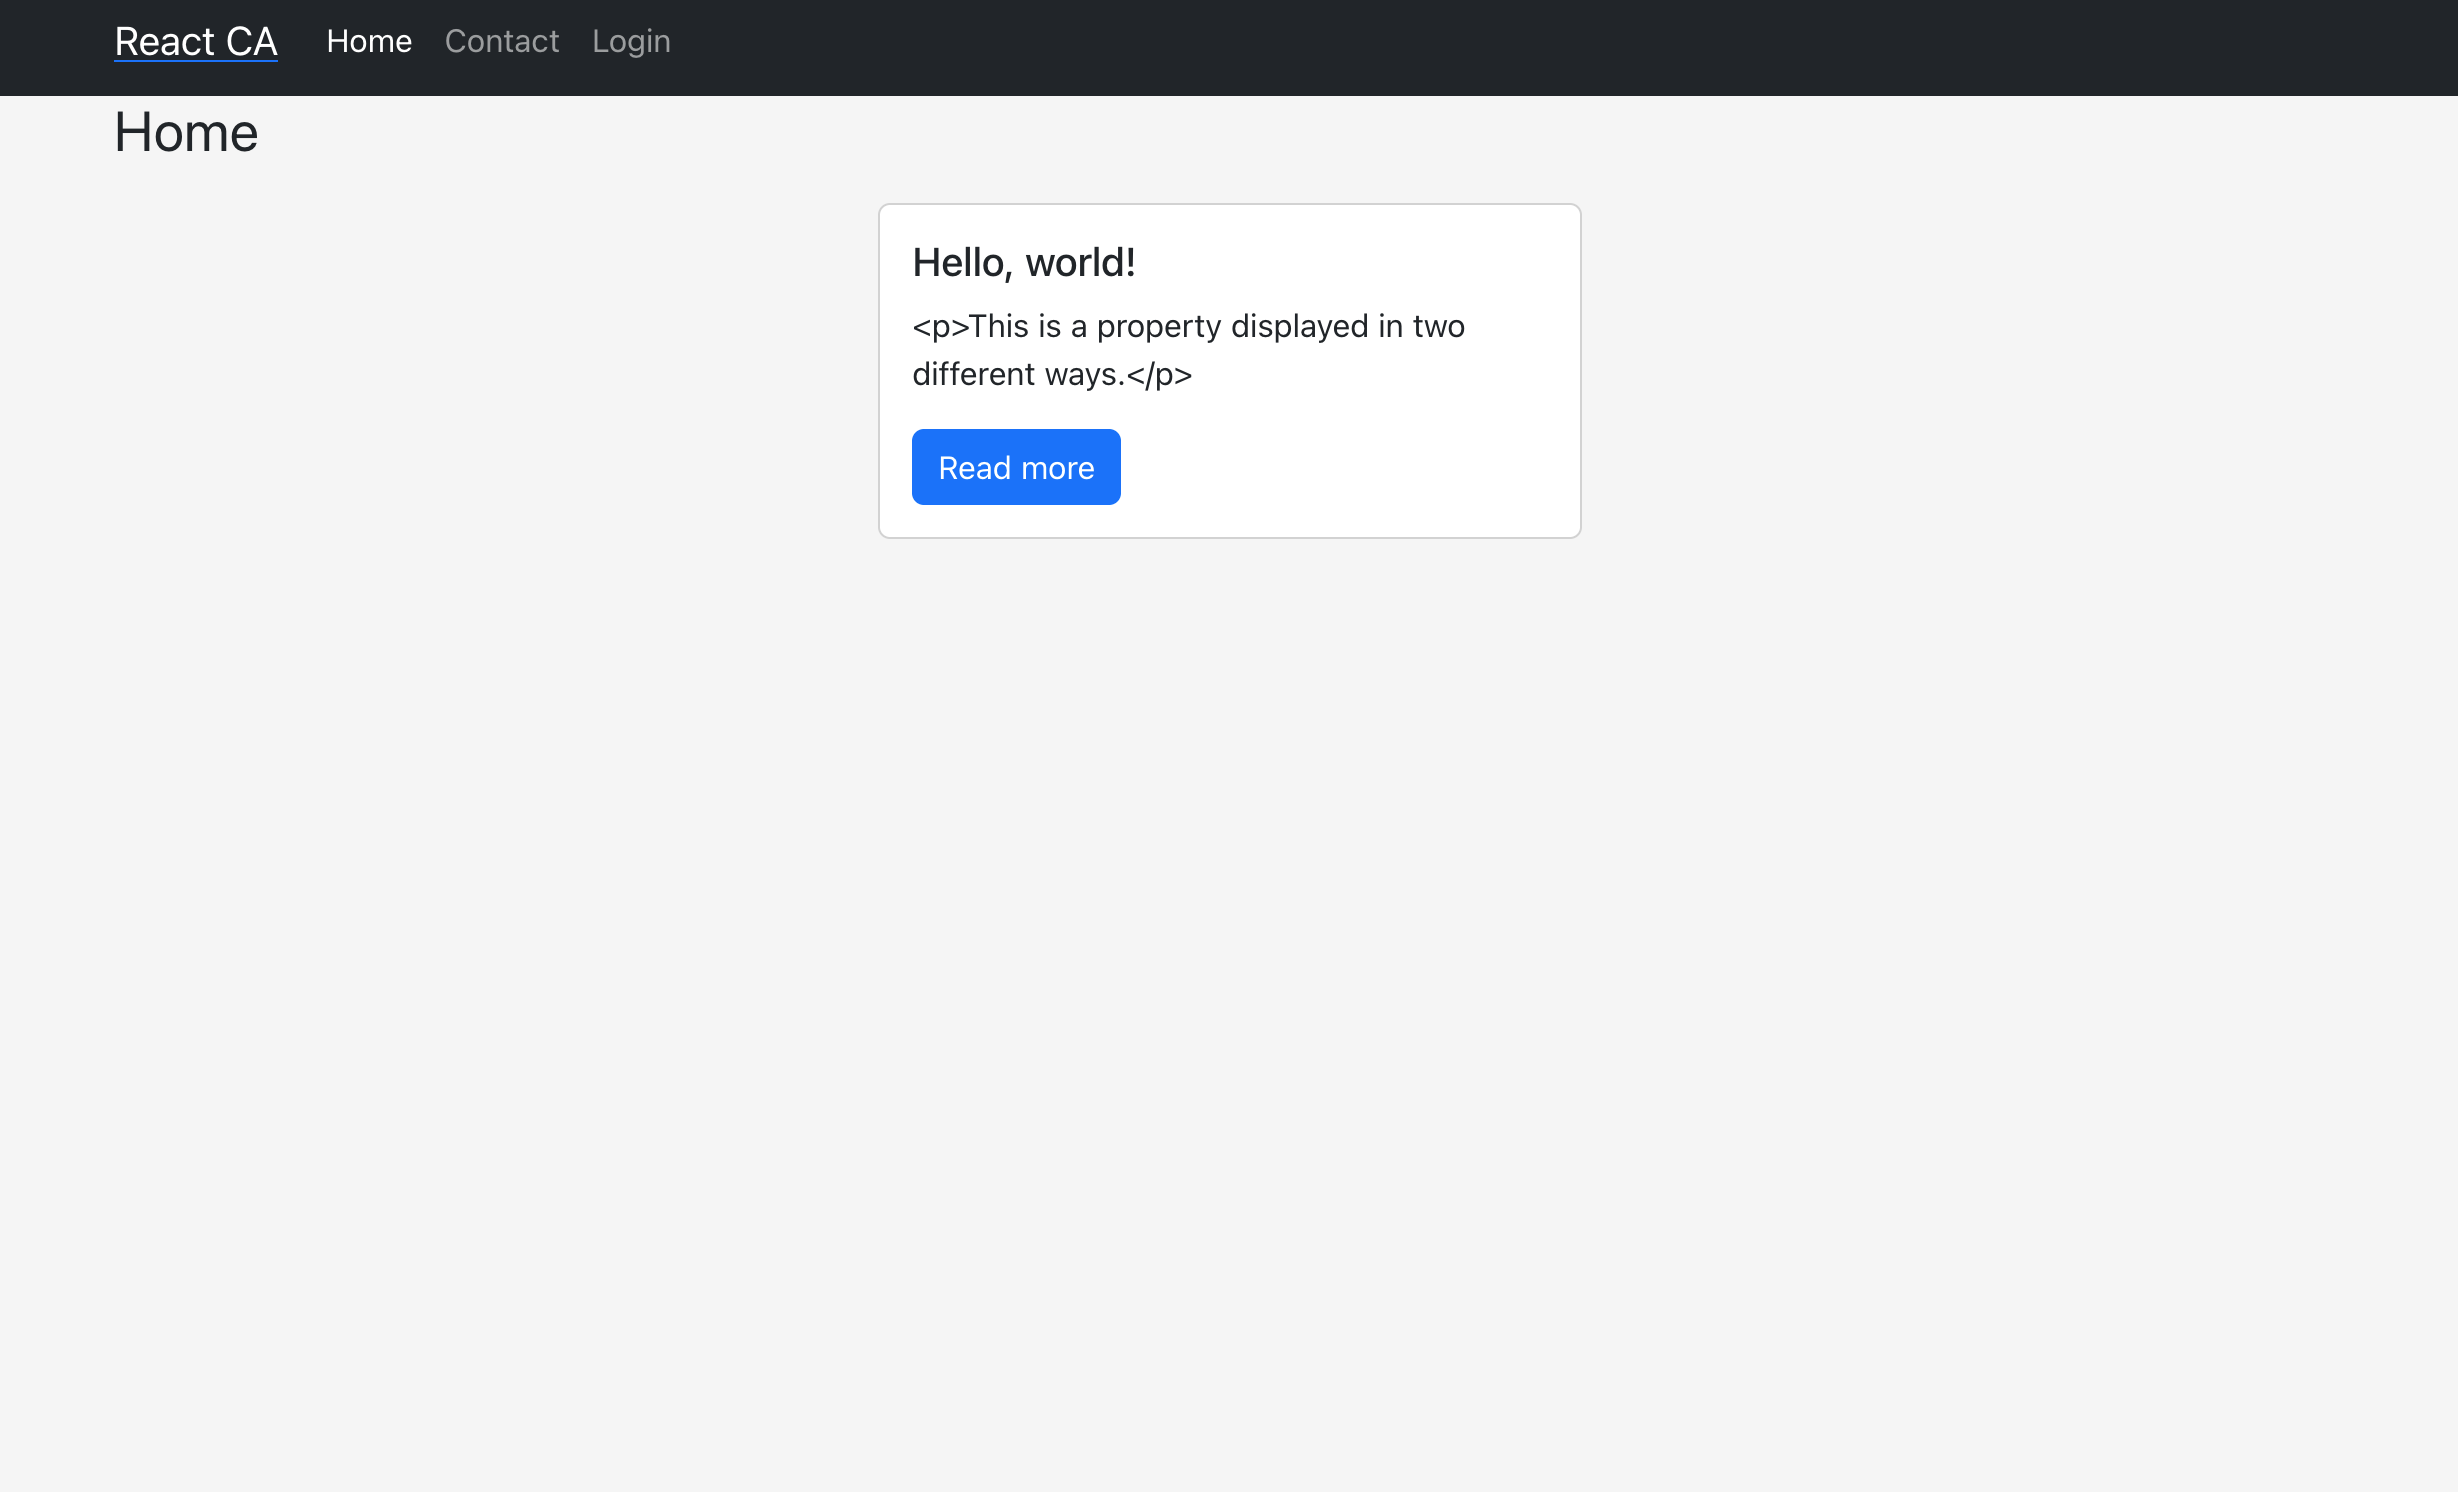 React CA Home Contact Login
Home
Hello, world!
<p>This is a property displayed in two
different ways.</p>
Read more